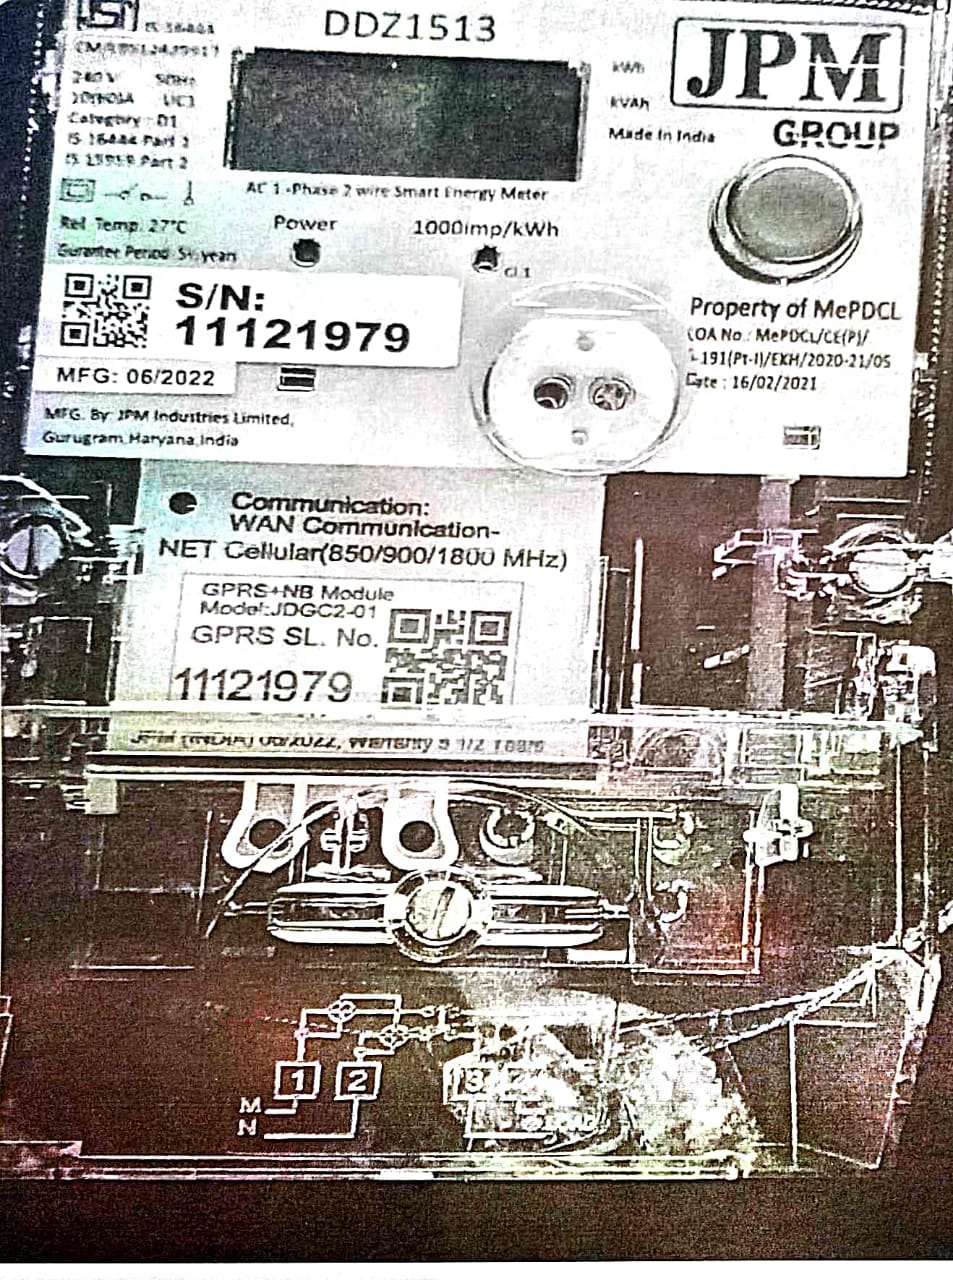 DDZ1513
JPM
GROUP
kWh
kVAh
Made In India
240V 50Hz
Category : D1
IS 16444 Part 1
IS 15959 Part 2
AC 1-Phase 2 wire Smart Energy Meter
Ref. Temp. 27°C
Power
1000imp/kWh
Cl 1
S/N:
11121979
MFG: 06/2022
MFG. By: JPM Industries Limited,
Gurugram, Haryana, India
Property of MePDCL
LOA No.: MePDCL/CE(P)/
191(Pt-I)/EKH/2020-21/05
Date : 16/02/2021
Communication:
WAN Communication-
NET Cellular(850/900/1800 MHz)
GPRS+NB Module
Model:JDGC2-01
GPRS SL. No.
11121979
1 2 3
M
N